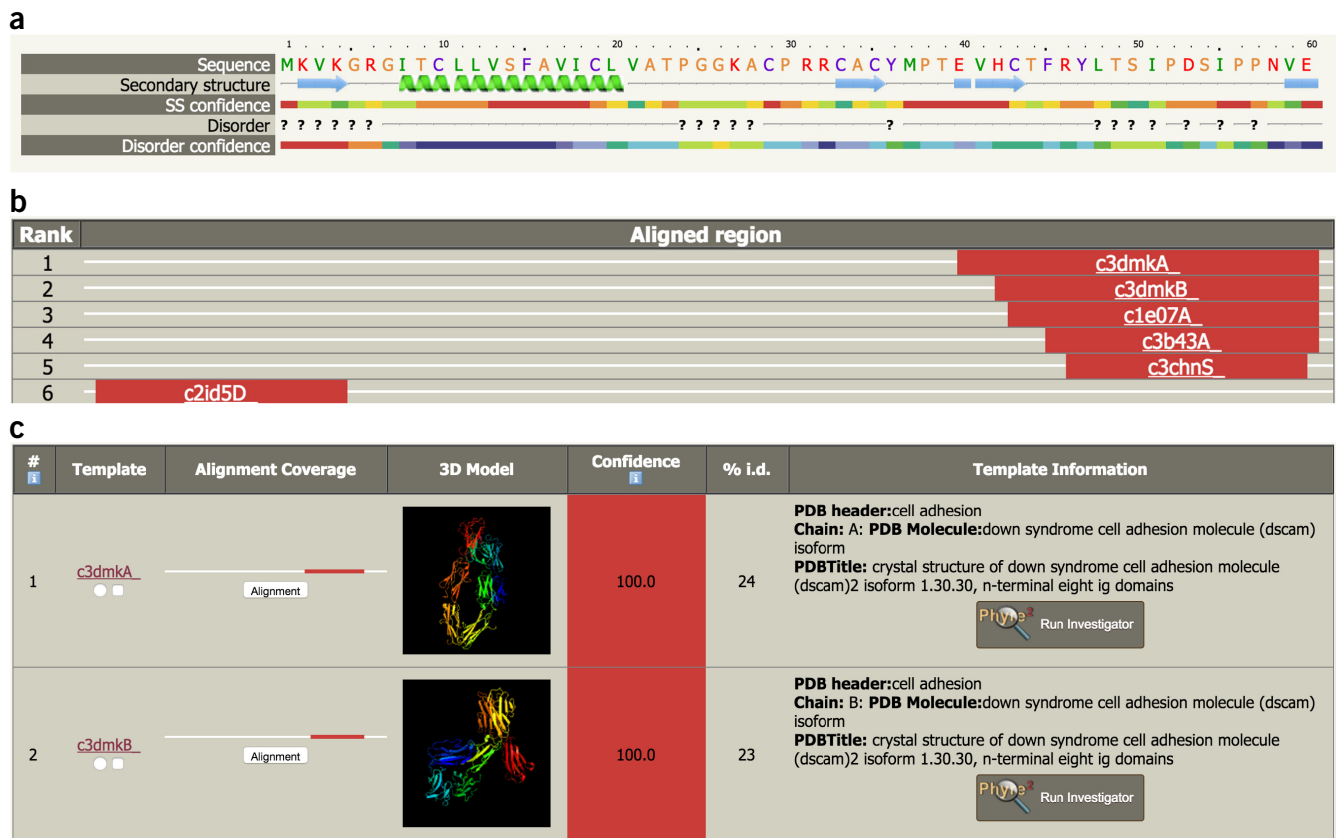 a
1 . . . . . . . . 10 . . . . . . . . . 20 . . . . . . . . . 30 . . . . . . . . . 40 . . . . . . . . . 50 . . . . . . . . . 60
Sequence M K V K G R G I T C L L V S F A V I C L V A T P G G K A C P R R C A C Y M P T E V H C T F R Y L T S I P D S I P P N V E
Secondary structure
SS confidence
Disorder ? ? ? ? ? ? ? ? ? ? ? ? ? ? ? ? ? ? ?
Disorder confidence
b
Rank Aligned region
1 c3dmkA_
2 c3dmkB_
3 c1e07A_
4 c3b43A_
5 c3chnS_
6 c2id5D_
c
# Template Alignment Coverage 3D Model Confidence % i.d. Template Information
i i
1 c3dmkA_ Alignment 100.0 24
PDB header:cell adhesion
Chain: A: PDB Molecule:down syndrome cell adhesion molecule (dscam)
isoform
PDBTitle: crystal structure of down syndrome cell adhesion molecule
(dscam)2 isoform 1.30.30, n-terminal eight ig domains
Phyre2 Run Investigator
2 c3dmkB_ Alignment 100.0 23
PDB header:cell adhesion
Chain: B: PDB Molecule:down syndrome cell adhesion molecule (dscam)
isoform
PDBTitle: crystal structure of down syndrome cell adhesion molecule
(dscam)2 isoform 1.30.30, n-terminal eight ig domains
Phyre2 Run Investigator